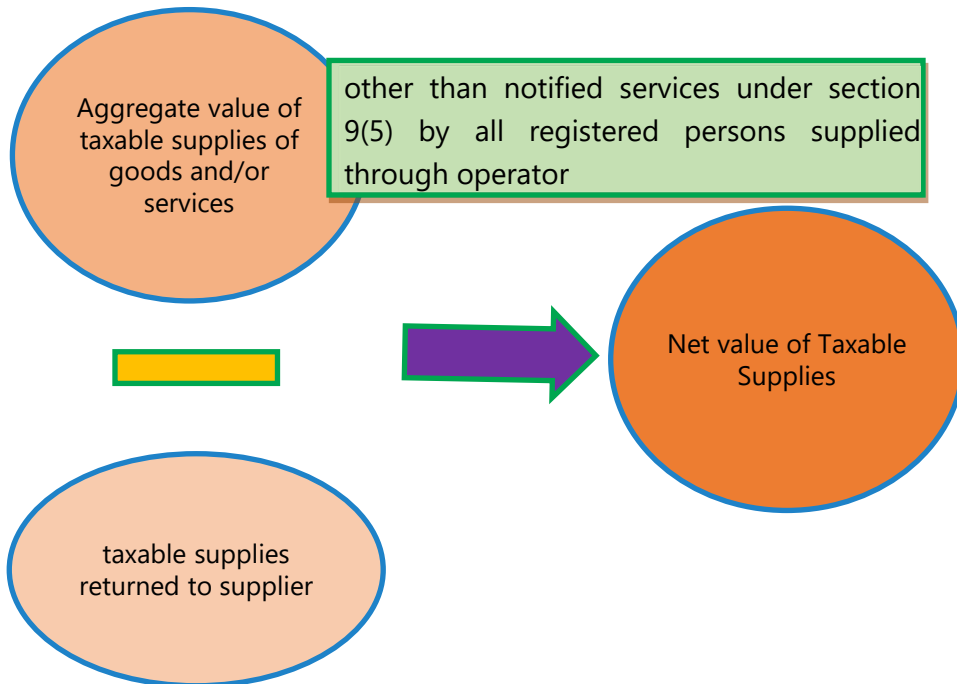 Aggregate value of
taxable supplies of
goods and/or
services
other than notified services under section
9(5) by all registered persons supplied
through operator
Net value of Taxable
Supplies
taxable supplies
returned to supplier